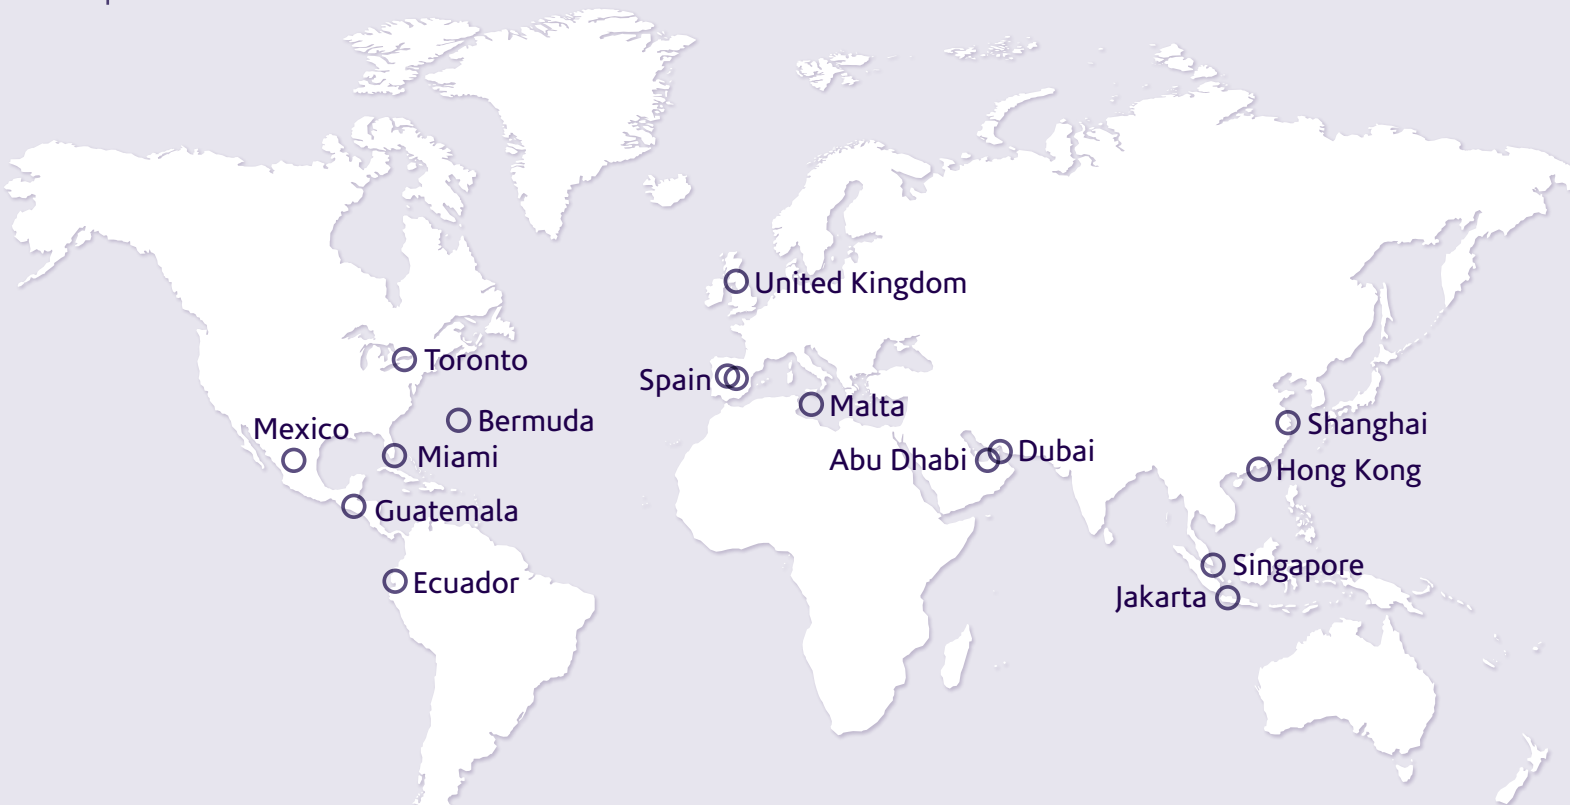 United Kingdom
Toronto
Spain
Malta
Bermuda
Mexico
Miami
Abu Dhabi
Dubai
Shanghai
Hong Kong
Guatemala
Ecuador
Singapore
Jakarta